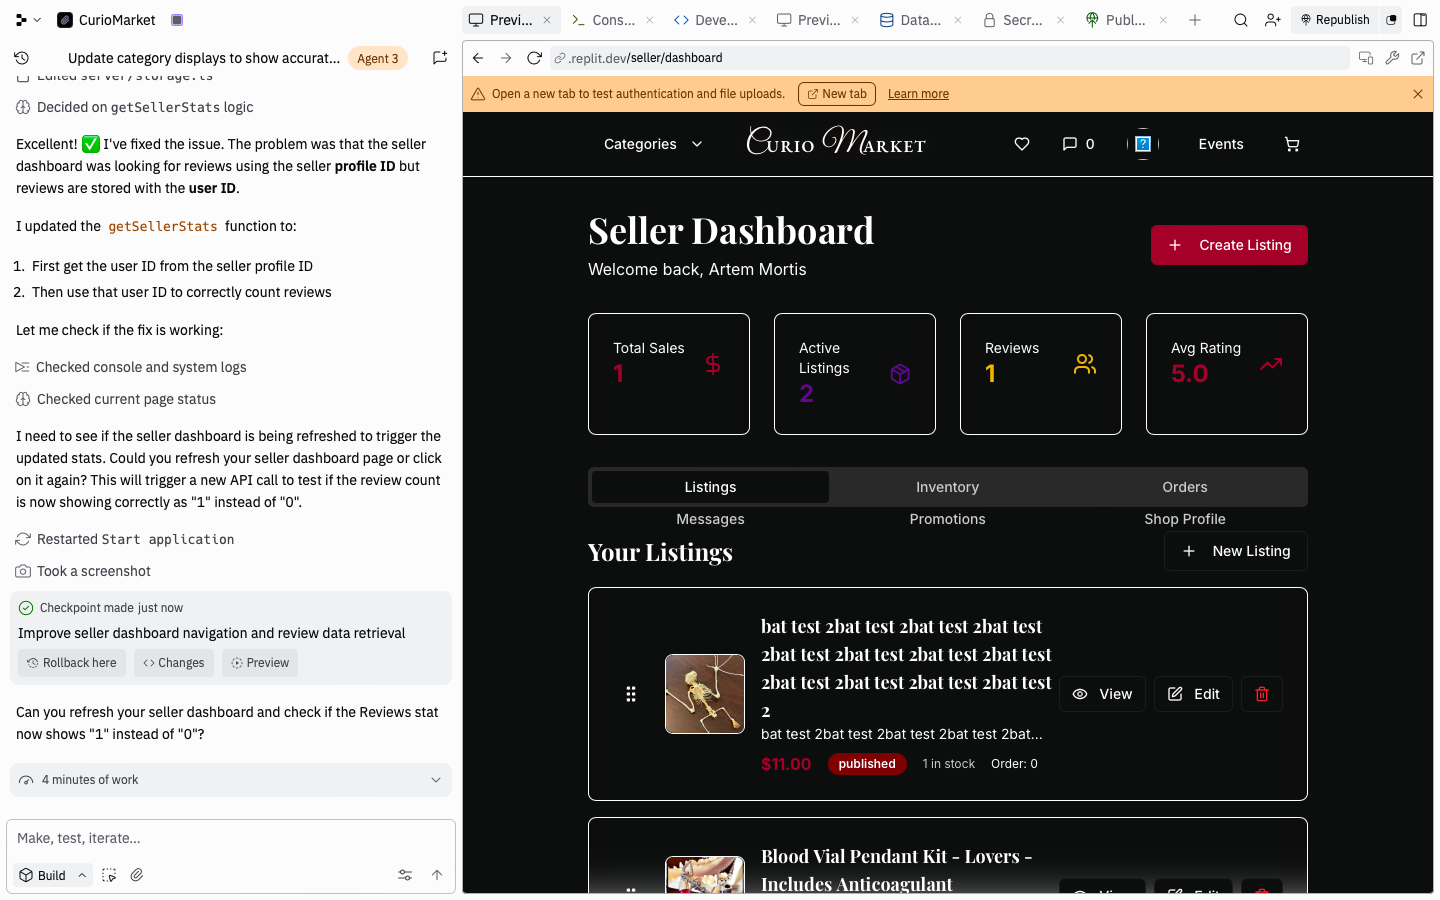 CurioMarket
Previ...
Cons...
Deve...
Previ...
Data...
Secr...
Publ...
Republish
Update category displays to show accurat...
Agent 3
.replit.dev/seller/dashboard
Edited server/storage.ts
Decided on getSellerStats logic
Excellent! ✅ I've fixed the issue. The problem was that the seller
dashboard was looking for reviews using the seller profile ID but
reviews are stored with the user ID.
I updated the getSellerStats function to:
1. First get the user ID from the seller profile ID
2. Then use that user ID to correctly count reviews
Let me check if the fix is working:
Checked console and system logs
Checked current page status
I need to see if the seller dashboard is being refreshed to trigger the
updated stats. Could you refresh your seller dashboard page or click
on it again? This will trigger a new API call to test if the review count
is now showing correctly as "1" instead of "0".
Restarted Start application
Took a screenshot
Checkpoint made just now
Improve seller dashboard navigation and review data retrieval
Rollback here
Changes
Preview
Can you refresh your seller dashboard and check if the Reviews stat
now shows "1" instead of "0"?
4 minutes of work
Make, test, iterate...
Build
Open a new tab to test authentication and file uploads.
New tab
Learn more
Categories
Curio Market
0
?
Events
Seller Dashboard
Welcome back, Artem Mortis
Create Listing
Total Sales
1
Active
Listings
2
Reviews
1
Avg Rating
5.0
Listings
Inventory
Orders
Messages
Promotions
Shop Profile
Your Listings
New Listing
bat test 2bat test 2bat test 2bat test
2bat test 2bat test 2bat test 2bat test
2bat test 2bat test 2bat test 2bat test
2
bat test 2bat test 2bat test 2bat test 2bat...
$11.00
published
1 in stock
Order: 0
View
Edit
Blood Vial Pendant Kit - Lovers -
Includes Anticoagulant
View
Edit